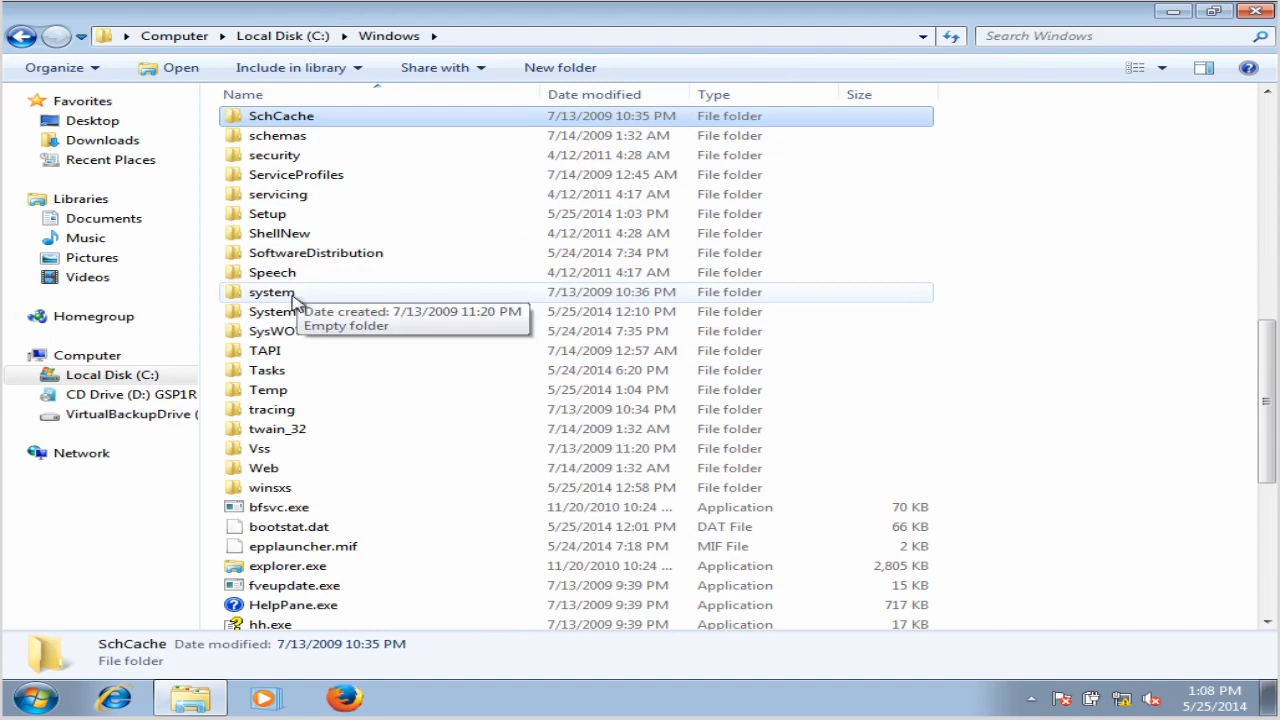 Computer Local Disk (C:) Windows Search Windows
Organize Open Include in library Share with New folder
Favorites
Desktop
Downloads
Recent Places
Libraries
Documents
Music
Pictures
Videos
Homegroup
Computer
Local Disk (C:)
CD Drive (D:) GSP1R
VirtualBackupDrive (
Network
Name Date modified Type Size
SchCache 7/13/2009 10:35 PM File folder
schemas 7/14/2009 1:32 AM File folder
security 4/12/2011 4:28 AM File folder
ServiceProfiles 7/14/2009 12:45 AM File folder
servicing 4/12/2011 4:17 AM File folder
Setup 5/25/2014 1:03 PM File folder
ShellNew 4/12/2011 4:28 AM File folder
SoftwareDistribution 5/24/2014 7:34 PM File folder
Speech 4/12/2011 4:17 AM File folder
system 7/13/2009 10:36 PM File folder
System 5/25/2014 12:10 PM File folder
Date created: 7/13/2009 11:20 PM
Empty folder
SysWO 5/24/2014 7:35 PM File folder
TAPI 7/14/2009 12:57 AM File folder
Tasks 5/24/2014 6:20 PM File folder
Temp 5/25/2014 1:04 PM File folder
tracing 7/13/2009 10:34 PM File folder
twain_32 7/14/2009 1:32 AM File folder
Vss 7/13/2009 11:20 PM File folder
Web 7/14/2009 1:32 AM File folder
winsxs 5/25/2014 12:58 PM File folder
bfsvc.exe 11/20/2010 10:24 ... Application 70 KB
bootstat.dat 5/25/2014 12:01 PM DAT File 66 KB
epplauncher.mif 5/24/2014 7:18 PM MIF File 2 KB
explorer.exe 11/20/2010 10:24 ... Application 2,805 KB
fveupdate.exe 7/13/2009 9:39 PM Application 15 KB
HelpPane.exe 7/13/2009 9:39 PM Application 717 KB
hh.exe 7/13/2009 9:39 PM Application 17 KB
SchCache Date modified: 7/13/2009 10:35 PM
File folder
1:08 PM
5/25/2014